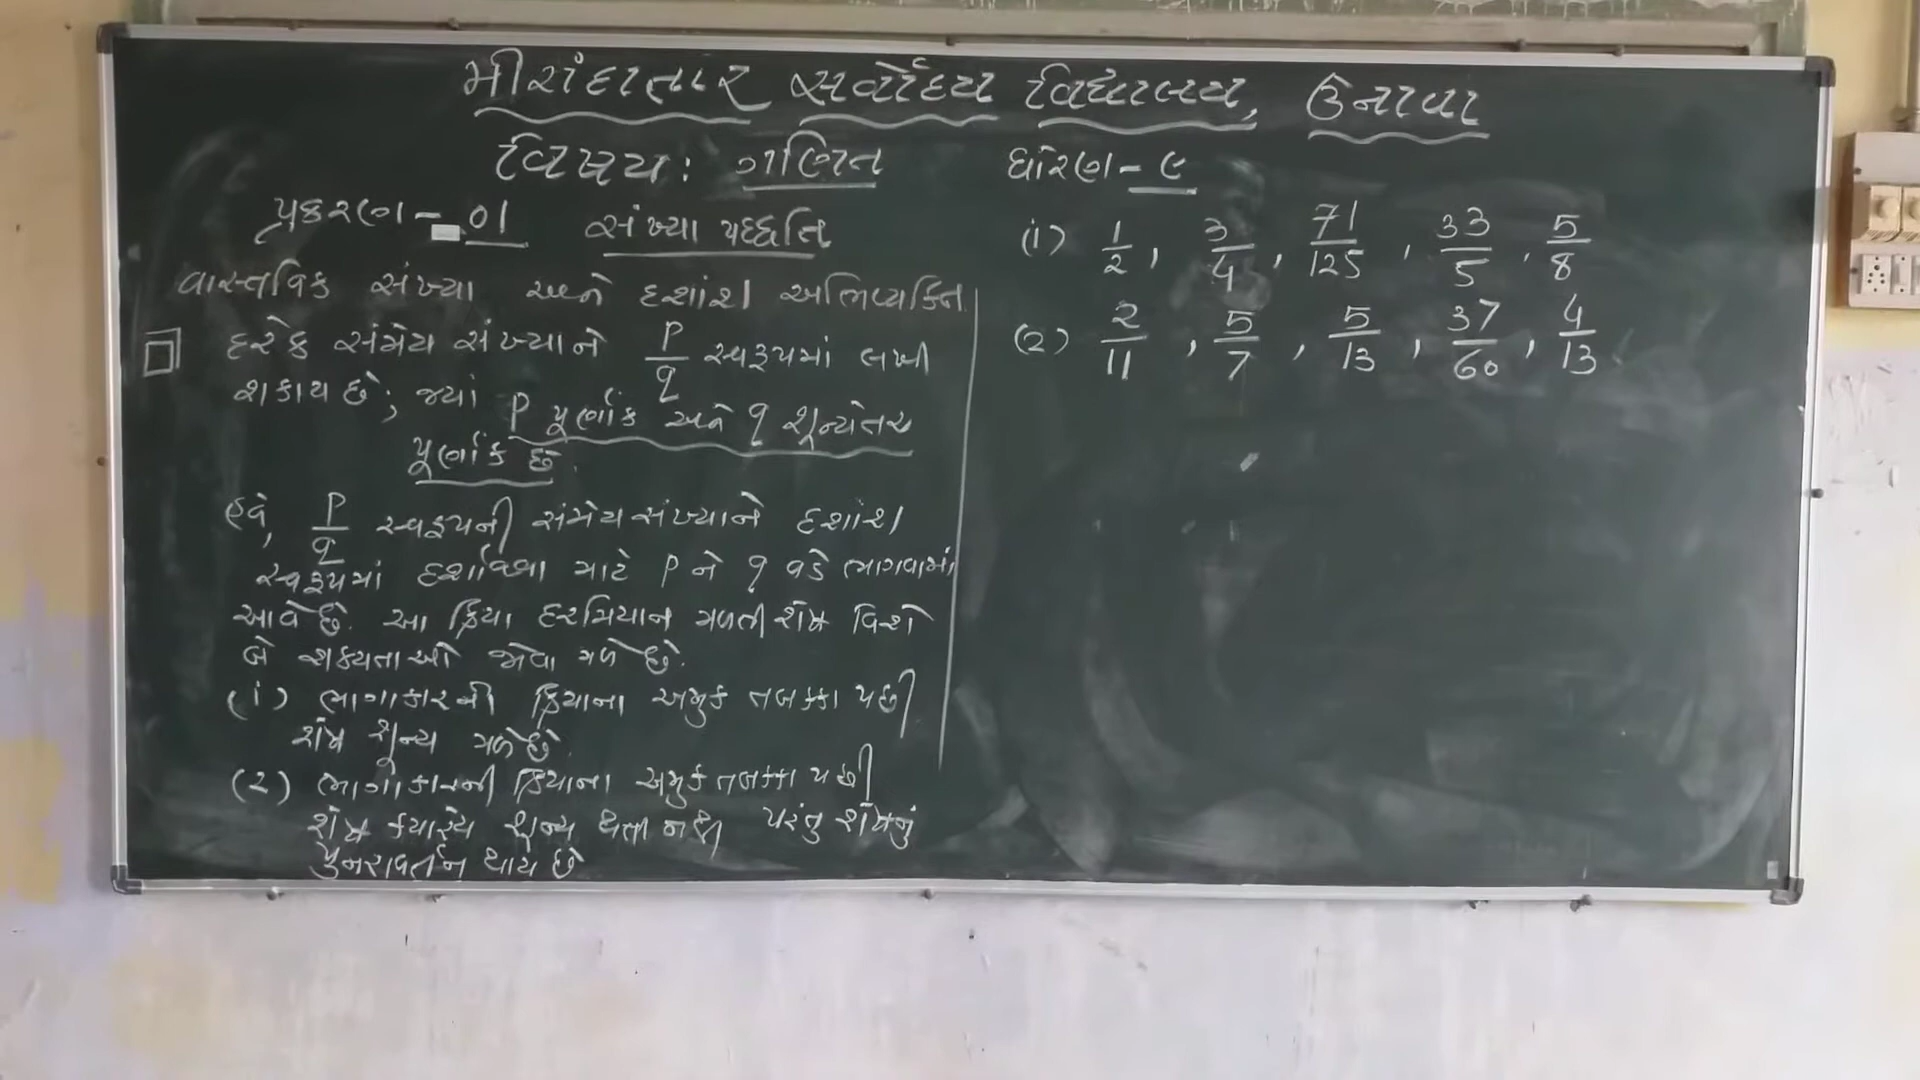 મીરાંદાતાર સર્વોદય વિદ્યાલય, ઉનાવા
વિષય: ગણિત ધોરણ- ૯
પ્રકરણ - 01 સંખ્યા પદ્ધતિ
વાસ્તવિક સંખ્યા અને દશાંશ અભિવ્યક્તિ
દરેક સંમેય સંખ્યાને P/q સ્વરૂપમાં લખી
શકાય છે; જ્યાં P પૂર્ણાંક અને q શૂન્યેતર
પૂર્ણાંક છે.
હવે, P/q સ્વરૂપની સંમેય સંખ્યાને દશાંશ
સ્વરૂપમાં દર્શાવવા માટે P ને q વડે ભાગવામાં
આવે છે. આ ક્રિયા દરમિયાન મળતી શેષ વિશે
બે શક્યતાઓ જોવા મળે છે.
(i) ભાગાકારની ક્રિયાના અમુક તબક્કા પછી
શેષ શૂન્ય મળે છે.
(2) ભાગાકારની ક્રિયાના અમુક તબક્કા પછી
શેષ ક્યારેય શૂન્ય થતી નથી પરંતુ શેષનું
પુનરાવર્તન થાય છે
(i) 1/2, 3/4, 71/125, 33/5, 5/8
(2) 2/11, 5/7, 5/13, 37/60, 4/13